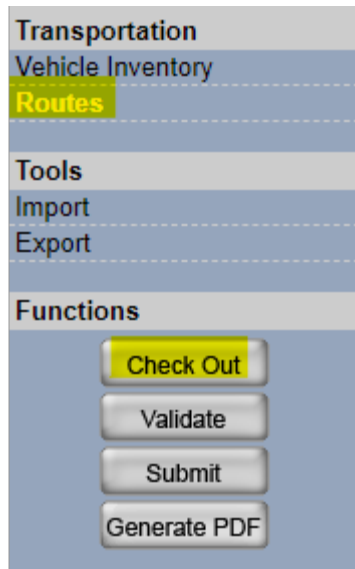 Transportation
Vehicle Inventory
Routes
Tools
Import
Export
Functions
Check Out
Validate
Submit
Generate PDF